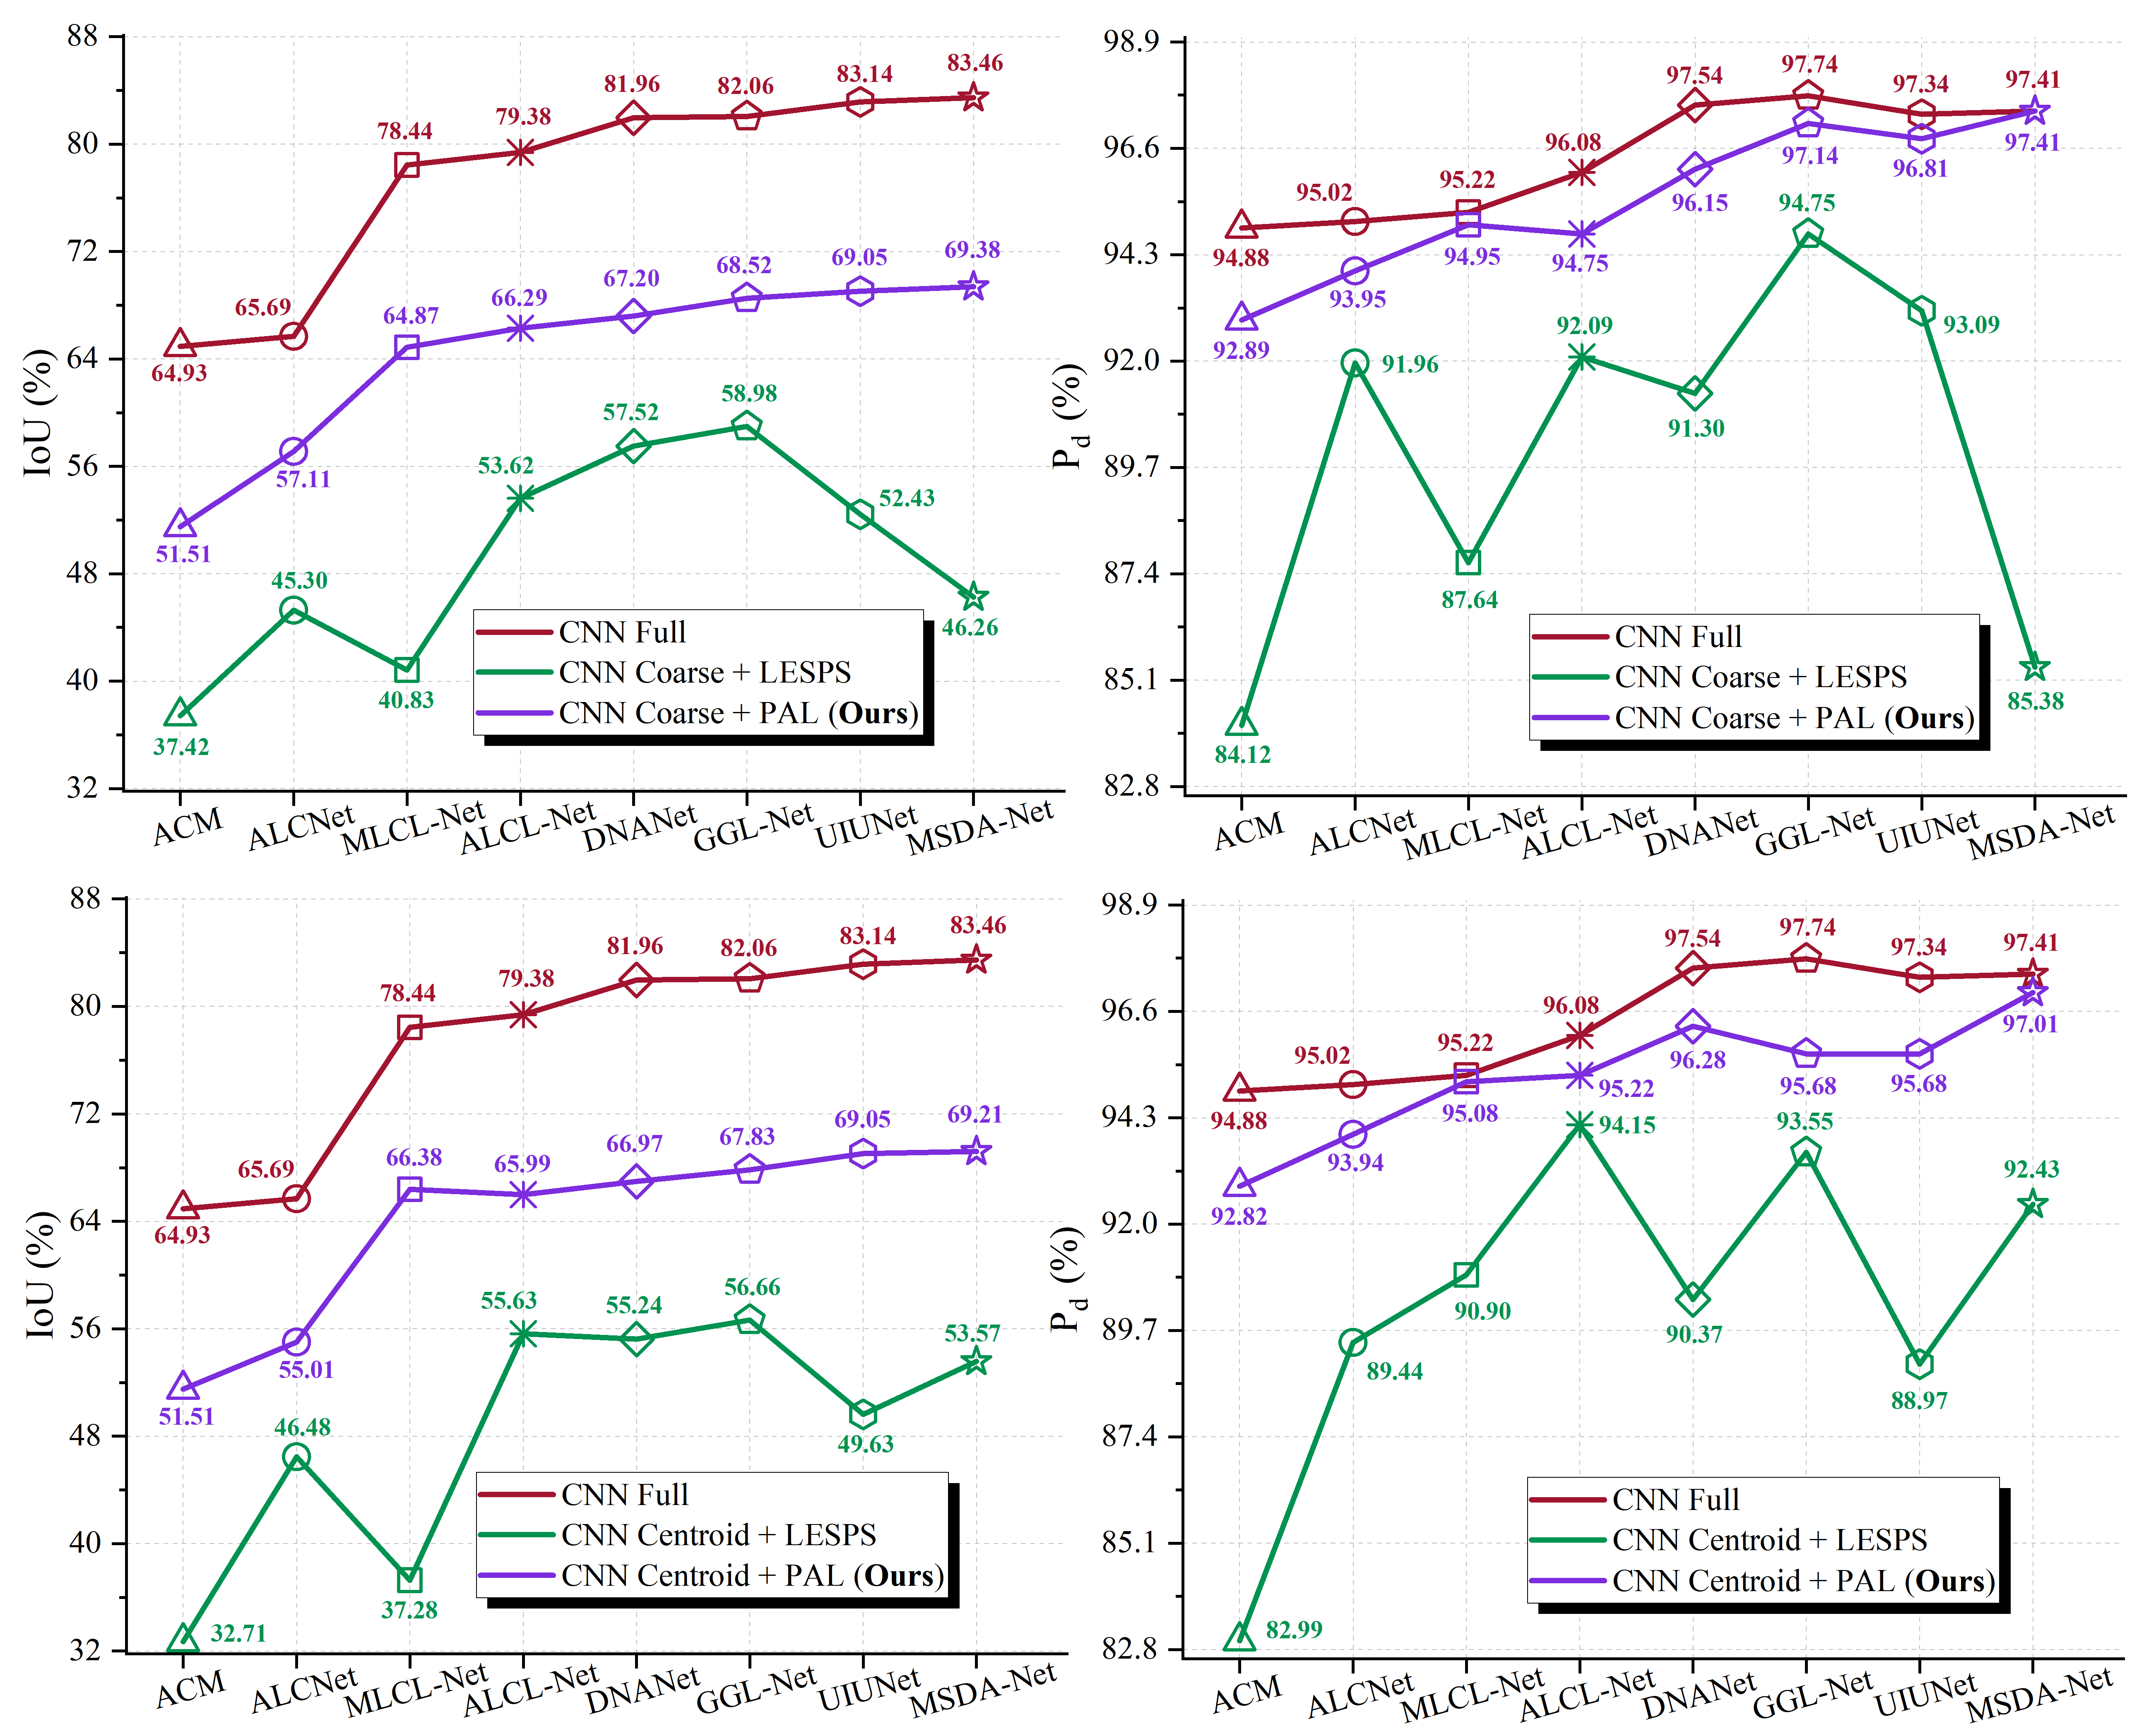 88
80
72
64
56
48
40
32
IoU (%)
83.46
83.14
82.06
81.96
79.38
78.44
65.69
64.93
69.38
69.05
68.52
67.20
66.29
64.87
57.11
51.51
58.98
57.52
53.62
52.43
45.30
46.26
40.83
37.42
CNN Full
CNN Coarse + LESPS
CNN Coarse + PAL (Ours)
ACM
ALCNet
MLCL-Net
ALCL-Net
DNANet
GGL-Net
UIUNet
MSDA-Net
98.9
96.6
94.3
92.0
89.7
87.4
85.1
82.8
Pd (%)
97.54
97.74
97.34
97.41
96.08
95.22
95.02
94.88
97.41
97.14
96.81
96.15
94.95
94.75
93.95
92.89
94.75
93.09
92.09
91.96
91.30
87.64
85.38
84.12
CNN Full
CNN Coarse + LESPS
CNN Coarse + PAL (Ours)
ACM
ALCNet
MLCL-Net
ALCL-Net
DNANet
GGL-Net
UIUNet
MSDA-Net
88
80
72
64
56
48
40
32
IoU (%)
83.46
83.14
82.06
81.96
79.38
78.44
65.69
64.93
69.21
69.05
67.83
66.97
65.99
66.38
55.01
51.51
56.66
55.24
55.63
53.57
49.63
46.48
37.28
32.71
CNN Full
CNN Centroid + LESPS
CNN Centroid + PAL (Ours)
ACM
ALCNet
MLCL-Net
ALCL-Net
DNANet
GGL-Net
UIUNet
MSDA-Net
98.9
96.6
94.3
92.0
89.7
87.4
85.1
82.8
Pd (%)
97.54
97.74
97.34
97.41
96.08
95.22
95.02
94.88
97.01
96.28
95.68
95.68
95.22
95.08
93.94
92.82
94.15
93.55
92.43
90.90
90.37
89.44
88.97
82.99
CNN Full
CNN Centroid + LESPS
CNN Centroid + PAL (Ours)
ACM
ALCNet
MLCL-Net
ALCL-Net
DNANet
GGL-Net
UIUNet
MSDA-Net